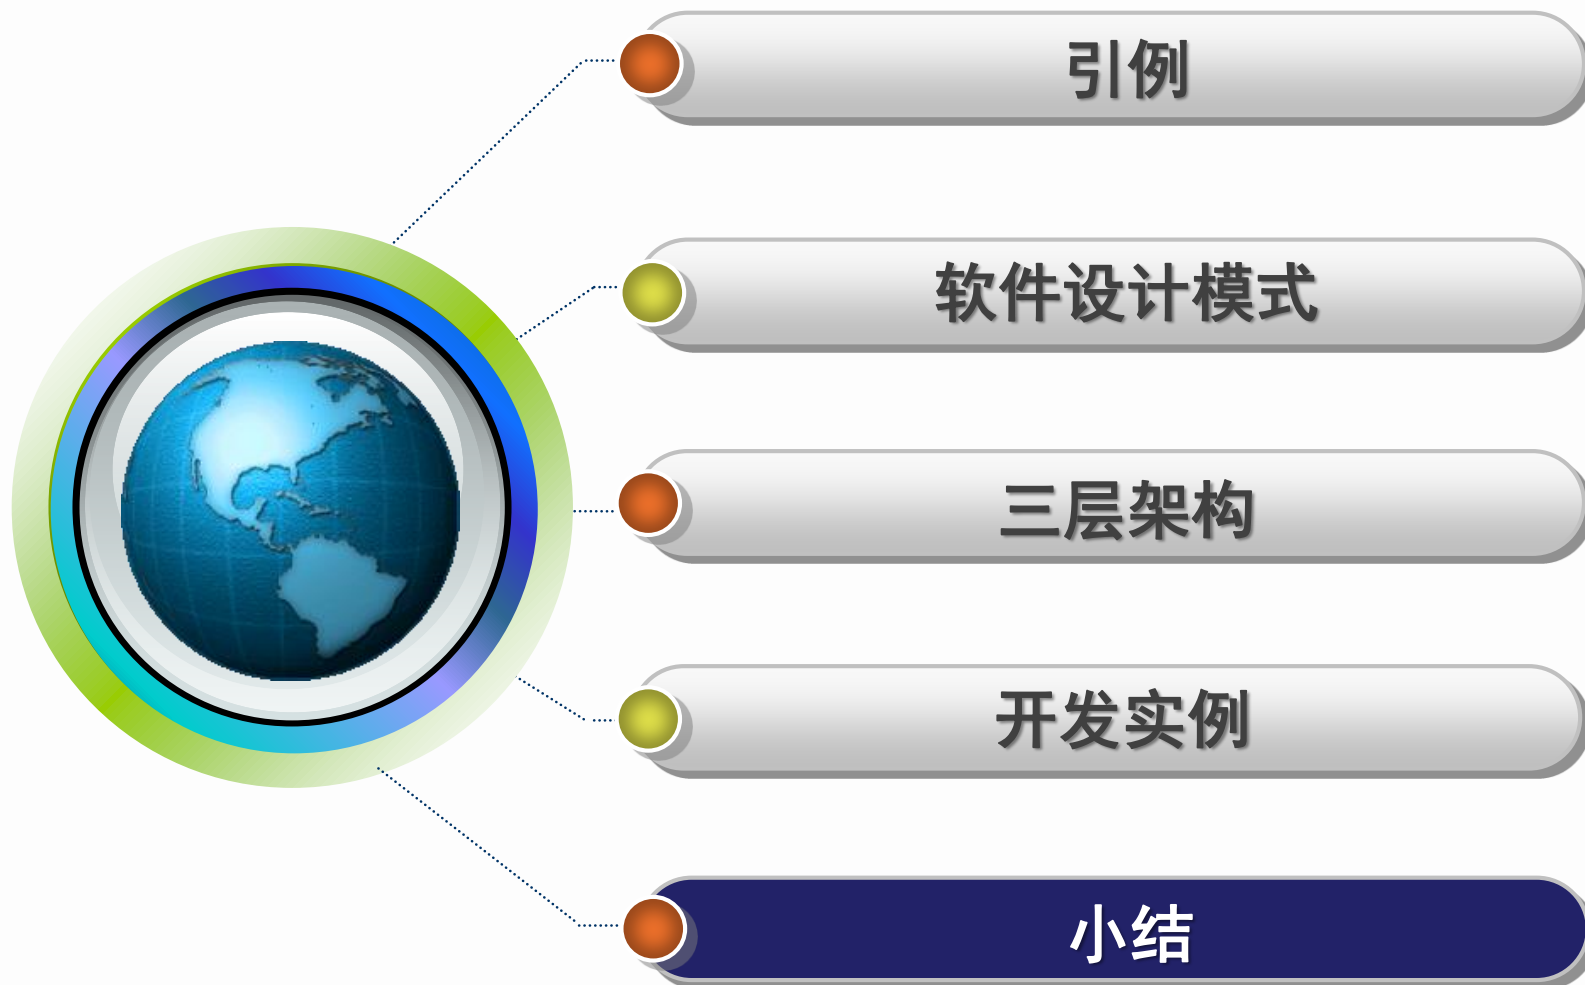 引例
软件设计模式
三层架构
开发实例
小结